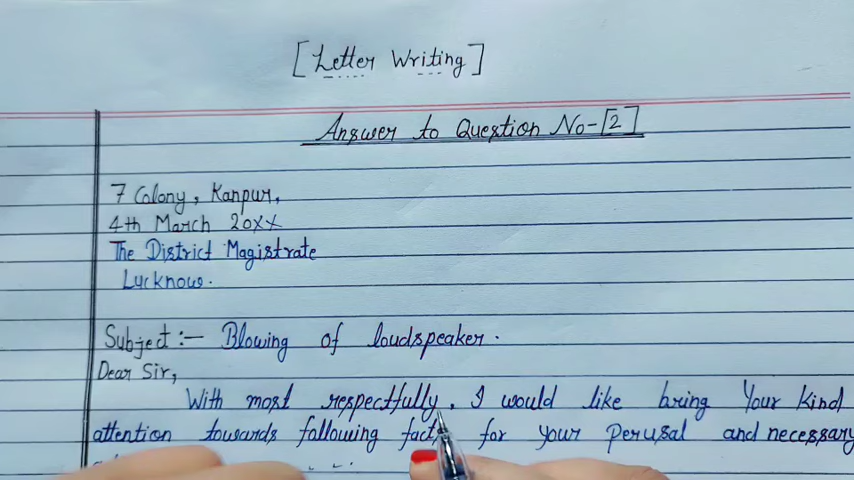 [Letter Writing]
Answer to Question No-[2]
7 Colony, Kanpur,
4th March 20XX
The District Magistrate
Lucknow.
Subject :- Blowing of loudspeaker.
Dear Sir,
With most respectfully, I would like bring Your Kind
attention towards following fact, for your perusal and necessary